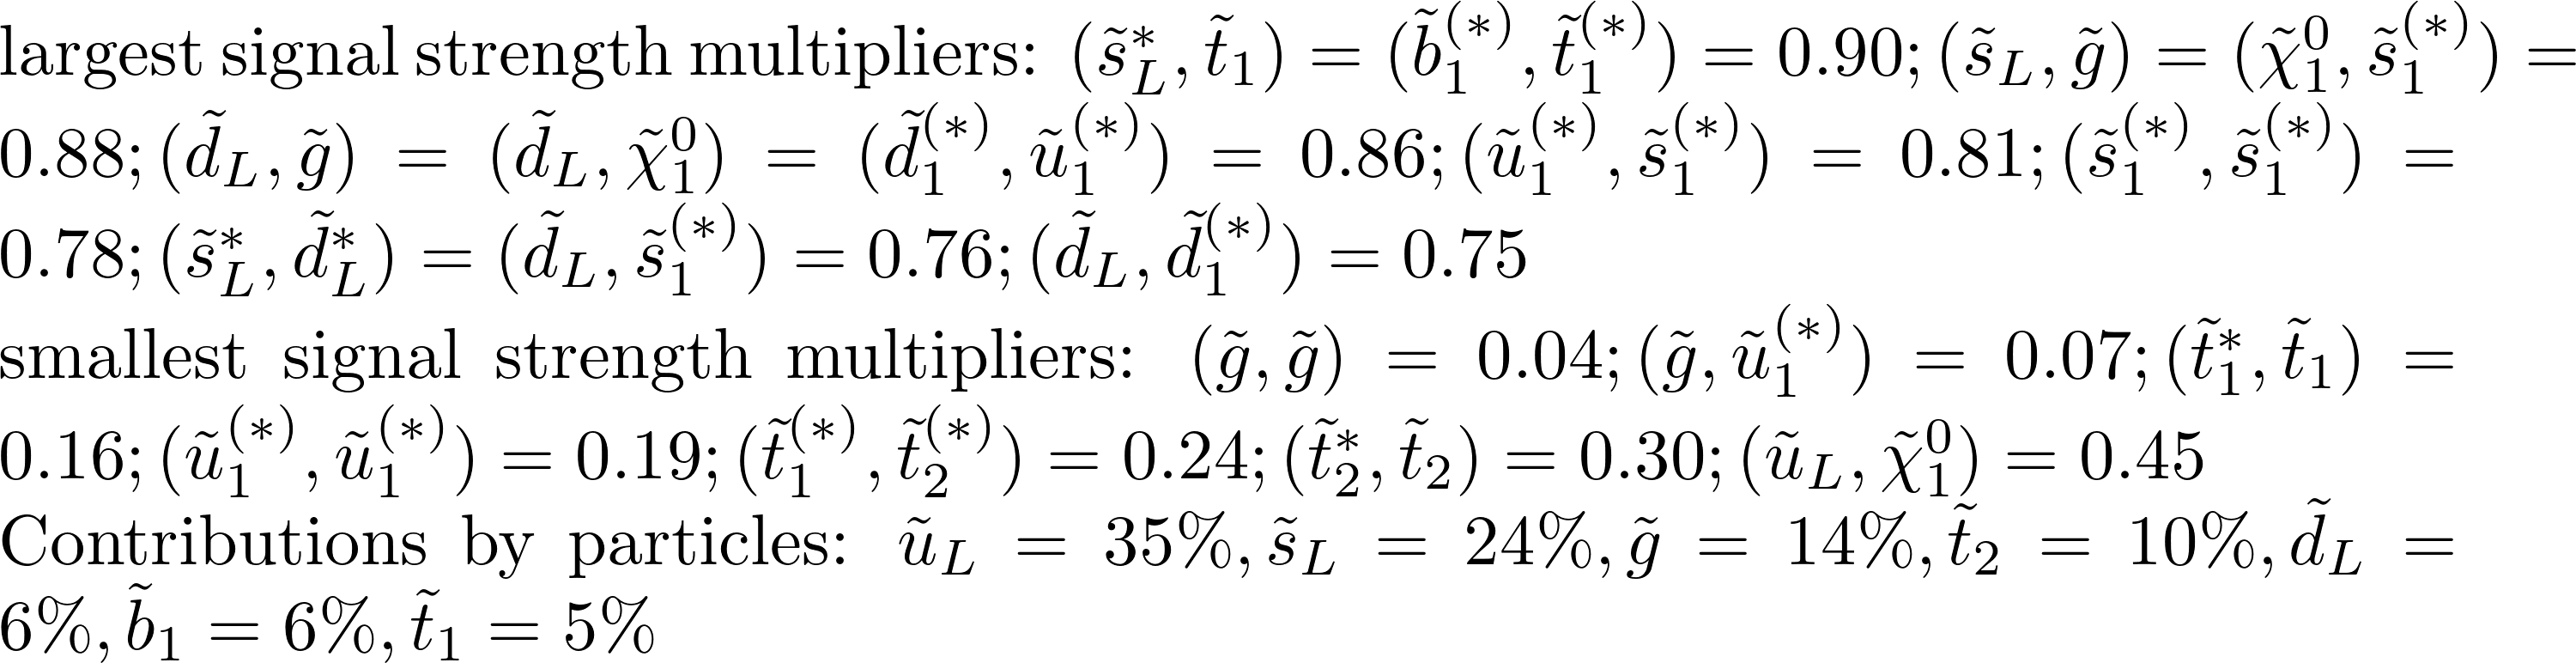 largest signal strength multipliers: $(\tilde{s}_L^*, \tilde{t}_1) = (\tilde{b}_1^{(*)}, \tilde{t}_1^{(*)}) = 0.90; (\tilde{s}_L, \tilde{g}) = (\tilde{\chi}_1^0, \tilde{s}_1^{(*)}) =$
$0.88; (\tilde{d}_L, \tilde{g}) = (\tilde{d}_L, \tilde{\chi}_1^0) = (\tilde{d}_1^{(*)}, \tilde{u}_1^{(*)}) = 0.86; (\tilde{u}_1^{(*)}, \tilde{s}_1^{(*)}) = 0.81; (\tilde{s}_1^{(*)}, \tilde{s}_1^{(*)}) =$
$0.78; (\tilde{s}_L^*, \tilde{d}_L^*) = (\tilde{d}_L, \tilde{s}_1^{(*)}) = 0.76; (\tilde{d}_L, \tilde{d}_1^{(*)}) = 0.75$
smallest signal strength multipliers: $(\tilde{g}, \tilde{g}) = 0.04; (\tilde{g}, \tilde{u}_1^{(*)}) = 0.07; (\tilde{t}_1^*, \tilde{t}_1) =$
$0.16; (\tilde{u}_1^{(*)}, \tilde{u}_1^{(*)}) = 0.19; (\tilde{t}_1^{(*)}, \tilde{t}_2^{(*)}) = 0.24; (\tilde{t}_2^*, \tilde{t}_2) = 0.30; (\tilde{u}_L, \tilde{\chi}_1^0) = 0.45$
Contributions by particles: $\tilde{u}_L = 35\%, \tilde{s}_L = 24\%, \tilde{g} = 14\%, \tilde{t}_2 = 10\%, \tilde{d}_L =$
$6\%, \tilde{b}_1 = 6\%, \tilde{t}_1 = 5\%$